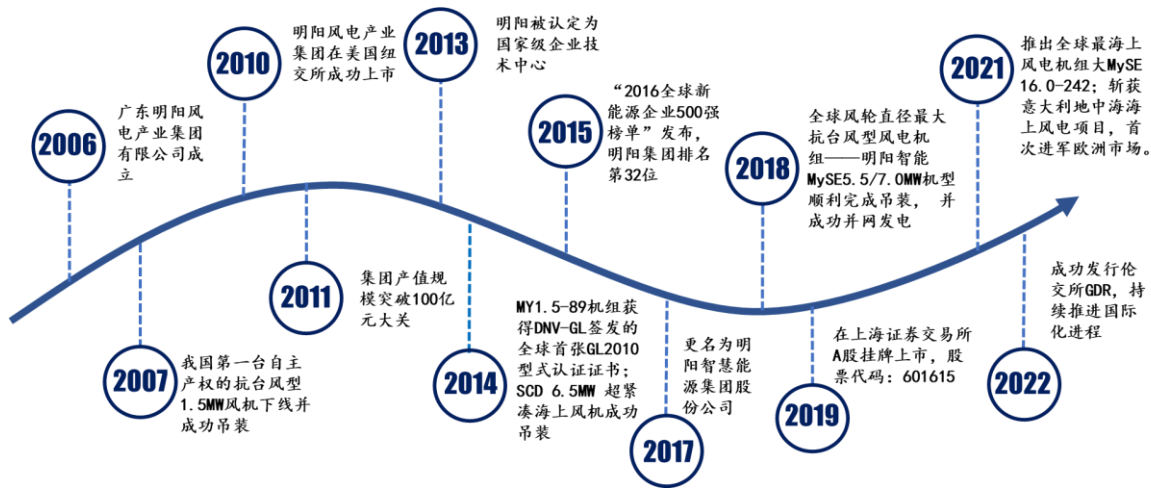 2006
广东明阳风
电产业集团
有限公司成
立
2007
我国第一台自主
产权的抗台风型
1.5MW风机下线并
成功吊装
2010
明阳风电产业
集团在美国纽
交所成功上市
2011
集团产值规
模突破100亿
元大关
2013
明阳被认定为
国家级企业技
术中心
2014
MY1.5-89机组获
得DNV-GL签发的
全球首张GL2010
型式认证证书；
SCD 6.5MW 超紧
凑海上风机成功
吊装
2015
“2016全球新
能源企业500强
榜单”发布，
明阳集团排名
第32位
2017
更名为明
阳智慧能
源集团股
份公司
2018
全球风轮直径最大
抗台风型风电机
组——明阳智能
MySE5.5/7.0MW机型
顺利完成吊装， 并
成功并网发电
2019
在上海证券交易所
A股挂牌上市，股
票代码：601615
2021
推出全球最海上
风电机组大MySE
16.0-242；斩获
意大利地中海海
上风电项目，首
次进军欧洲市场。
2022
成功发行伦
交所GDR，持
续推进国际
化进程